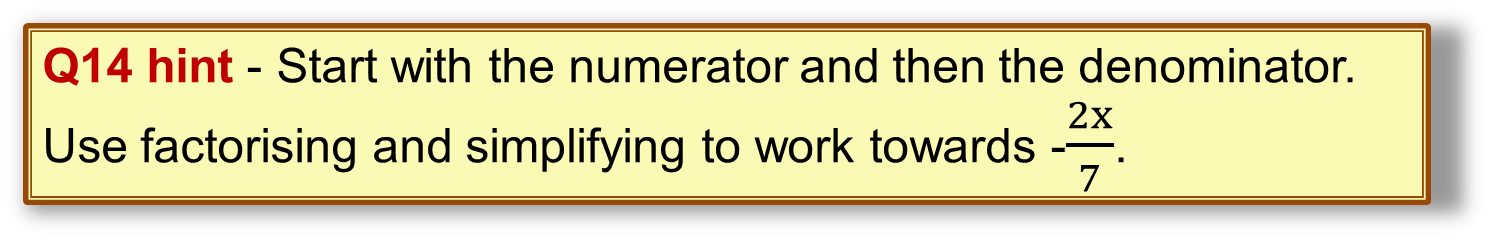 Q14 hint - Start with the numerator and then the denominator.
Use factorising and simplifying to work towards -2x/7.